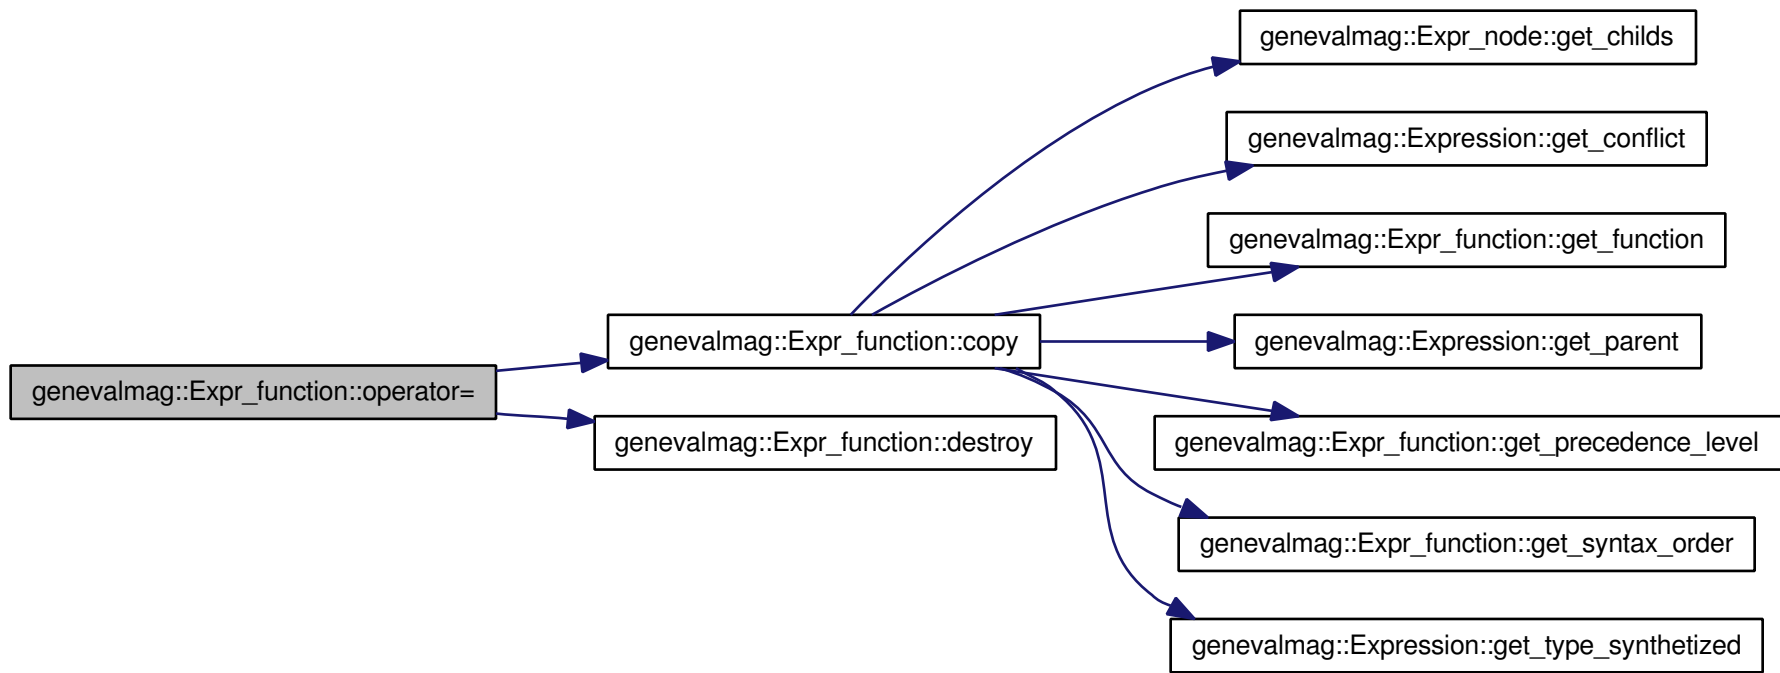 genevalmag::Expr_node::get_childs
genevalmag::Expression::get_conflict
genevalmag::Expr_function::get_function
genevalmag::Expr_function::copy
genevalmag::Expression::get_parent
genevalmag::Expr_function::operator=
genevalmag::Expr_function::destroy
genevalmag::Expr_function::get_precedence_level
genevalmag::Expr_function::get_syntax_order
genevalmag::Expression::get_type_synthetized